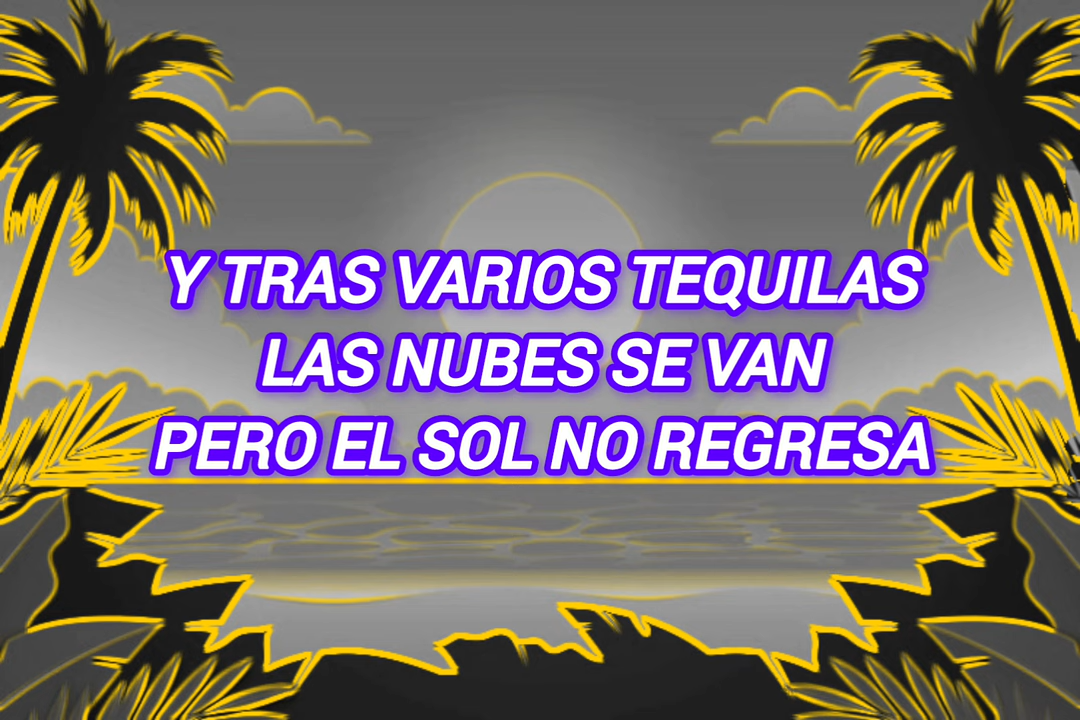 Y TRAS VARIOS TEQUILAS
LAS NUBES SE VAN
PERO EL SOL NO REGRESA